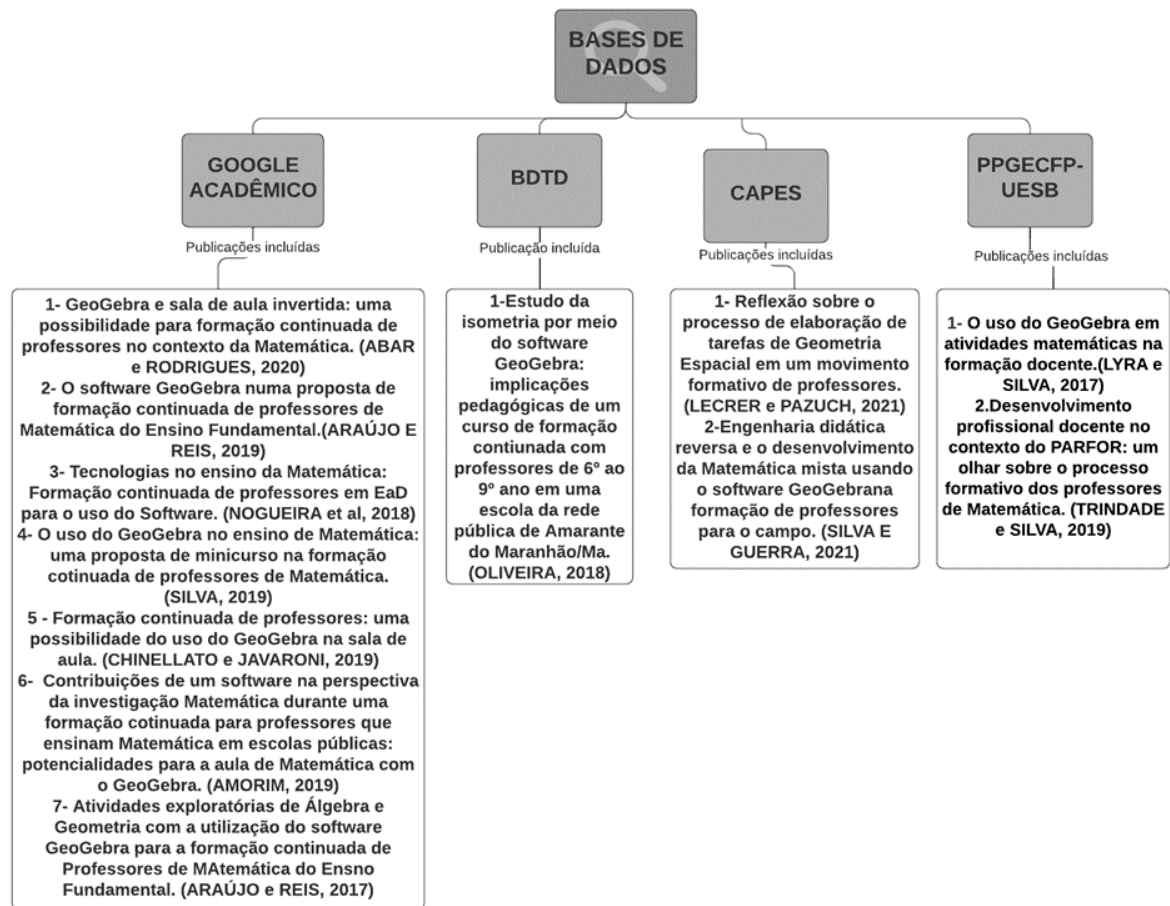 BASES DE
DADOS
GOOGLE
ACADÊMICO
Publicações incluídas
1- GeoGebra e sala de aula invertida: uma
possibilidade para formação continuada de
professores no contexto da Matemática. (ABAR
e RODRIGUES, 2020)
2- O software GeoGebra numa proposta de
formação continuada de professores de
Matemática do Ensino Fundamental.(ARAÚJO E
REIS, 2019)
3- Tecnologias no ensino da Matemática:
Formação continuada de professores em EaD
para o uso do Software. (NOGUEIRA et al, 2018)
4- O uso do GeoGebra no ensino de Matemática:
uma proposta de minicurso na formação
cotinuada de professores de Matemática.
(SILVA, 2019)
5 - Formação continuada de professores: uma
possibilidade do uso do GeoGebra na sala de
aula. (CHINELLATO e JAVARONI, 2019)
6- Contribuições de um software na perspectiva
da investigação Matemática durante uma
formação cotinuada para professores que
ensinam Matemática em escolas públicas:
potencialidades para a aula de Matemática com
o GeoGebra. (AMORIM, 2019)
7- Atividades exploratórias de Álgebra e
Geometria com a utilização do software
GeoGebra para a formação continuada de
Professores de MAtemática do Ensno
Fundamental. (ARAÚJO e REIS, 2017)
BDTD
Publicação incluída
1-Estudo da
isometria por meio
do software
GeoGebra:
implicações
pedagógicas de um
curso de formação
contiunada com
professores de 6º ao
9º ano em uma
escola da rede
pública de Amarante
do Maranhão/Ma.
(OLIVEIRA, 2018)
CAPES
Publicações incluídas
1- Reflexão sobre o
processo de elaboração de
tarefas de Geometria
Espacial em um movimento
formativo de professores.
(LECRER e PAZUCH, 2021)
2-Engenharia didática
reversa e o desenvolvimento
da Matemática mista usando
o software GeoGebrana
formação de professores
para o campo. (SILVA E
GUERRA, 2021)
PPGECFP-
UESB
Publicações incluídas
1- O uso do GeoGebra em
atividades matemáticas na
formação docente.(LYRA e
SILVA, 2017)
2.Desenvolvimento
profissional docente no
contexto do PARFOR: um
olhar sobre o processo
formativo dos professores
de Matemática. (TRINDADE
e SILVA, 2019)